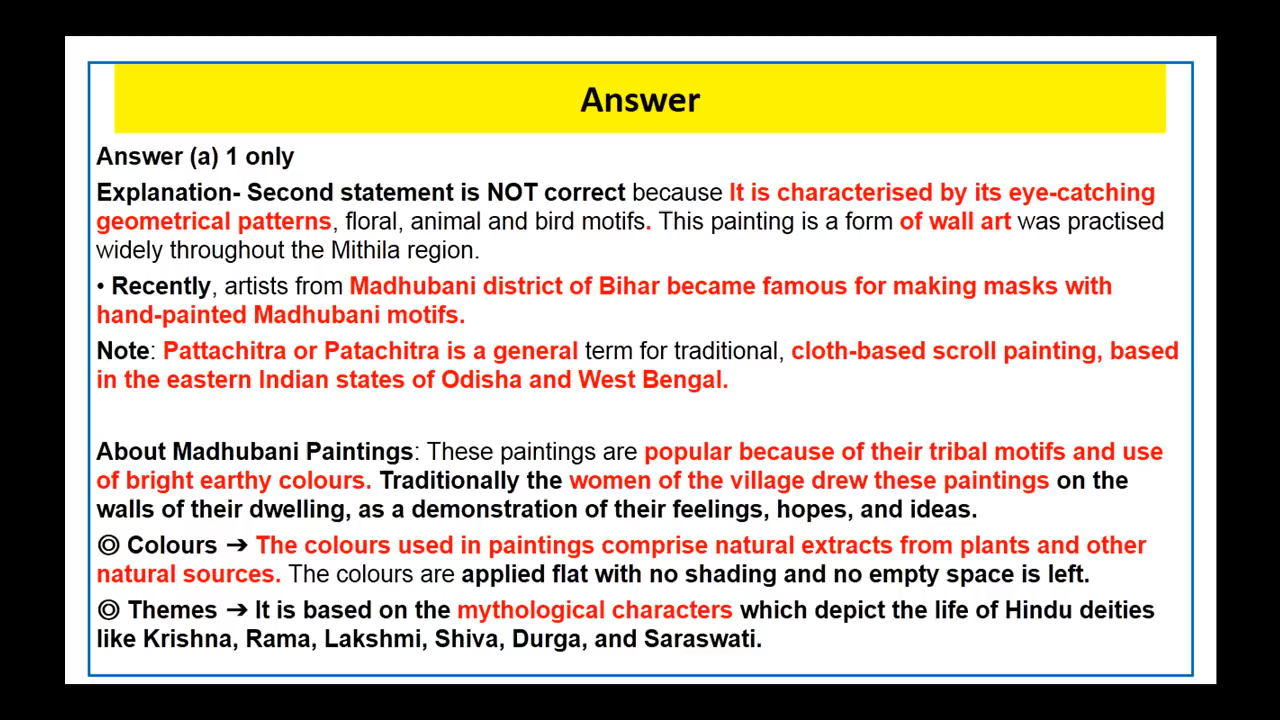 Answer
Answer (a) 1 only
Explanation- Second statement is NOT correct because It is characterised by its eye-catching
geometrical patterns, floral, animal and bird motifs. This painting is a form of wall art was practised
widely throughout the Mithila region.
• Recently, artists from Madhubani district of Bihar became famous for making masks with
hand-painted Madhubani motifs.
Note: Pattachitra or Patachitra is a general term for traditional, cloth-based scroll painting, based
in the eastern Indian states of Odisha and West Bengal.
About Madhubani Paintings: These paintings are popular because of their tribal motifs and use
of bright earthy colours. Traditionally the women of the village drew these paintings on the
walls of their dwelling, as a demonstration of their feelings, hopes, and ideas.
◎ Colours → The colours used in paintings comprise natural extracts from plants and other
natural sources. The colours are applied flat with no shading and no empty space is left.
◎ Themes → It is based on the mythological characters which depict the life of Hindu deities
like Krishna, Rama, Lakshmi, Shiva, Durga, and Saraswati.